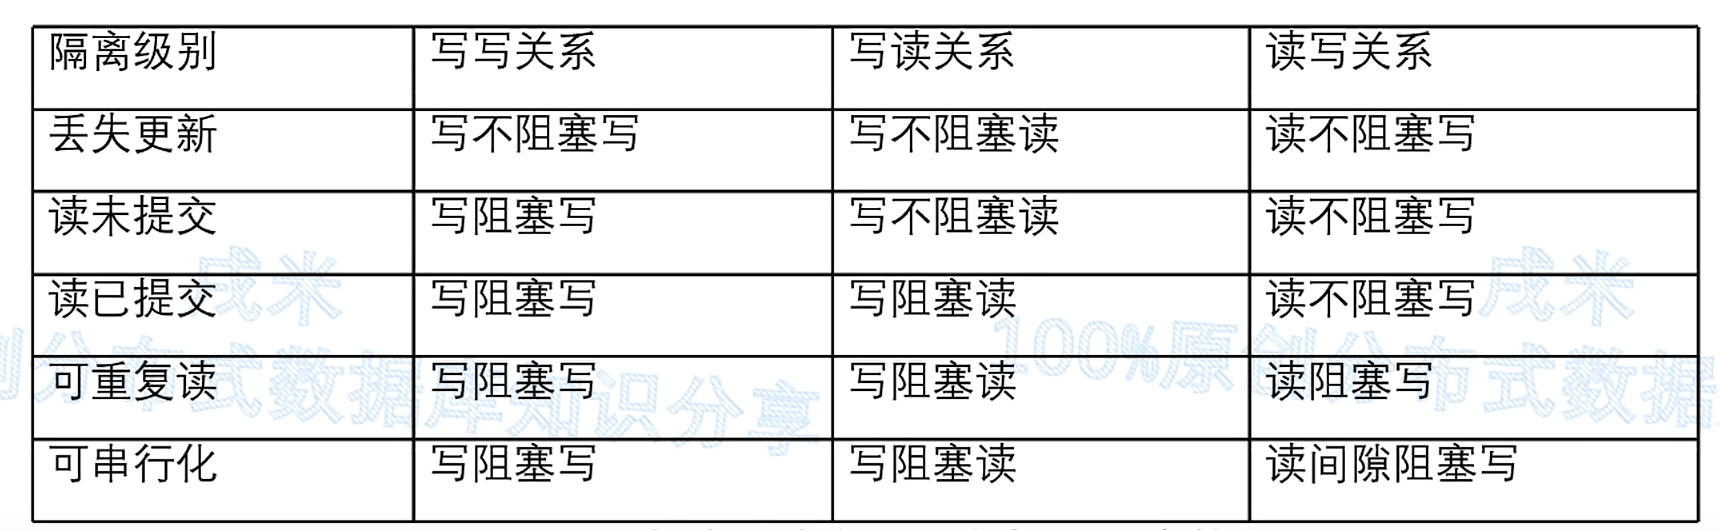 隔离级别 写写关系 写读关系 读写关系
丢失更新 写不阻塞写 写不阻塞读 读不阻塞写
读未提交 写阻塞写 写不阻塞读 读不阻塞写
读已提交 写阻塞写 写阻塞读 读不阻塞写
可重复读 写阻塞写 写阻塞读 读阻塞写
可串行化 写阻塞写 写阻塞读 读间隙阻塞写
戌米
创分布式数据库知识分享
戌米
100%原创分布式数据